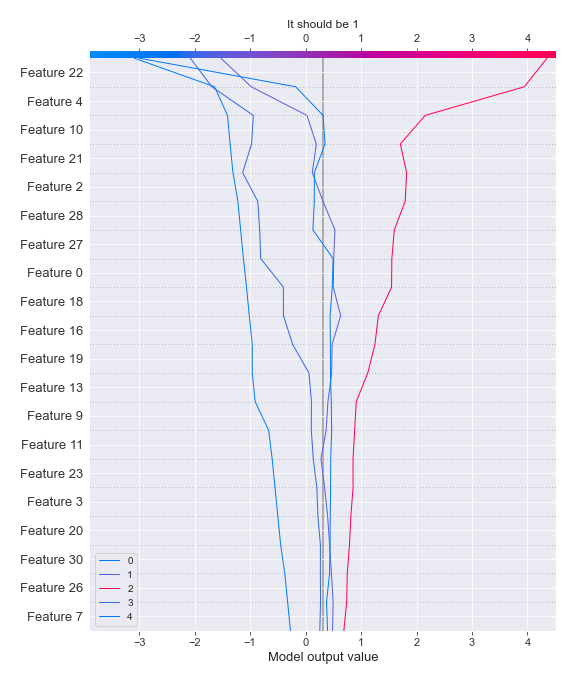 It should be 1
−3 −2 −1 0 1 2 3 4
Feature 22
Feature 4
Feature 10
Feature 21
Feature 2
Feature 28
Feature 27
Feature 0
Feature 18
Feature 16
Feature 19
Feature 13
Feature 9
Feature 11
Feature 23
Feature 3
Feature 20
Feature 30
Feature 26
Feature 7
0
1
2
3
4
−3 −2 −1 0 1 2 3 4
Model output value